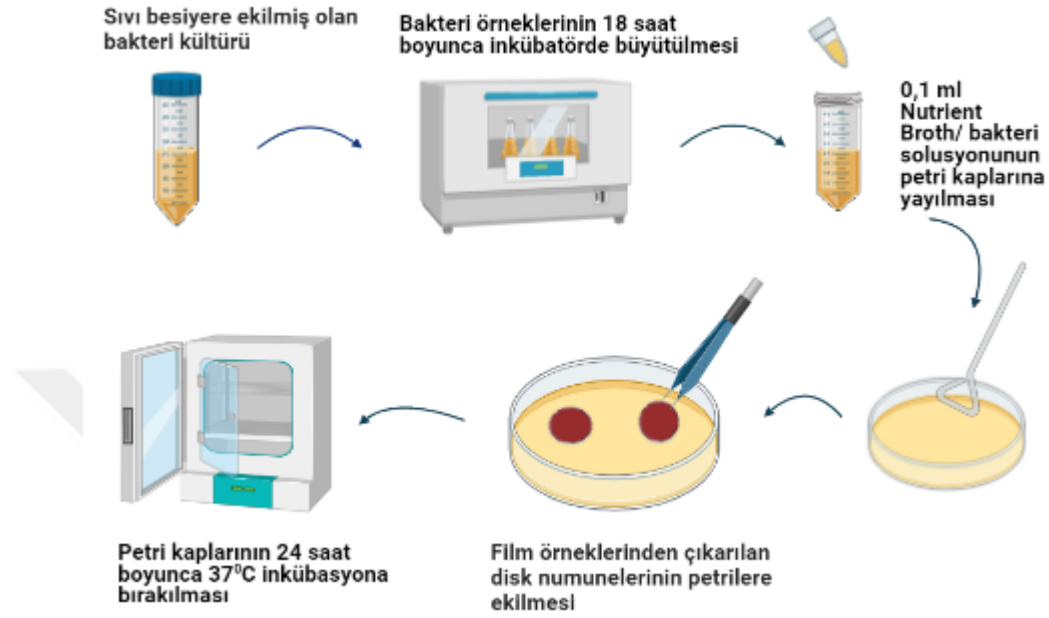 Sıvı besiyere ekilmiş olan
bakteri kültürü
Bakteri örneklerinin 18 saat
boyunca inkübatörde büyütülmesi
0,1 ml
Nutrient
Broth/ bakteri
solusyonunun
petri kaplarına
yayılması
Film örneklerinden çıkarılan
disk numunelerinin petrilere
ekilmesi
Petri kaplarının 24 saat
boyunca 37⁰C inkübasyona
bırakılması